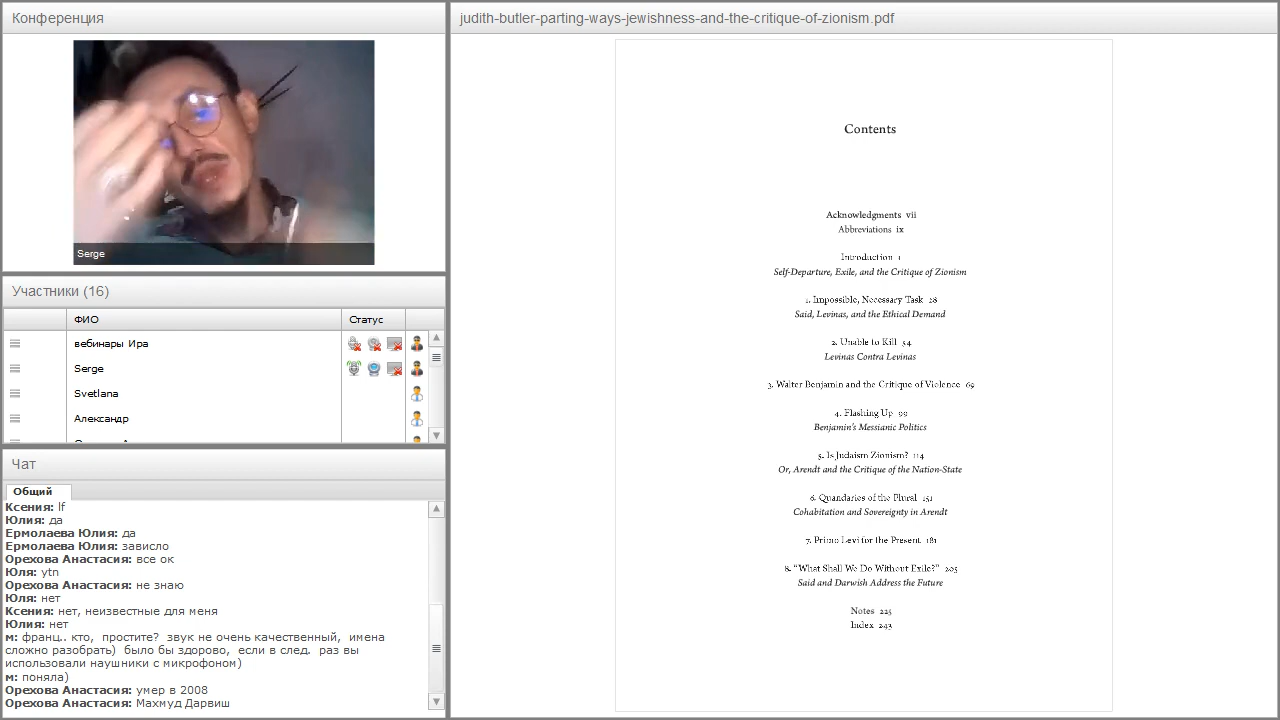 Конференция
Serge
Участники (16)
ФИО
Статус
вебинары Ира
Serge
Svetlana
Александр
Чат
Общий
Ксения: lf
Юлия: да
Ермолаева Юлия: да
Ермолаева Юлия: зависло
Орехова Анастасия: все ок
Юля: ytn
Орехова Анастасия: не знаю
Юля: нет
Ксения: нет, неизвестные для меня
Юлия: нет
м: франц.. кто, простите? звук не очень качественный, имена
сложно разобрать) было бы здорово, если в след. раз вы
использовали наушники с микрофоном)
м: поняла)
Орехова Анастасия: умер в 2008
Орехова Анастасия: Махмуд Дарвиш
judith-butler-parting-ways-jewishness-and-the-critique-of-zionism.pdf
Contents
Acknowledgments vii
Abbreviations ix
Introduction 1
Self-Departure, Exile, and the Critique of Zionism
1. Impossible, Necessary Task 28
Said, Levinas, and the Ethical Demand
2. Unable to Kill 54
Levinas Contra Levinas
3. Walter Benjamin and the Critique of Violence 69
4. Flashing Up 99
Benjamin's Messianic Politics
5. Is Judaism Zionism? 114
Or, Arendt and the Critique of the Nation-State
6. Quandaries of the Plural 151
Cohabitation and Sovereignty in Arendt
7. Primo Levi for the Present 181
8. “What Shall We Do Without Exile?” 205
Said and Darwish Address the Future
Notes 225
Index 243